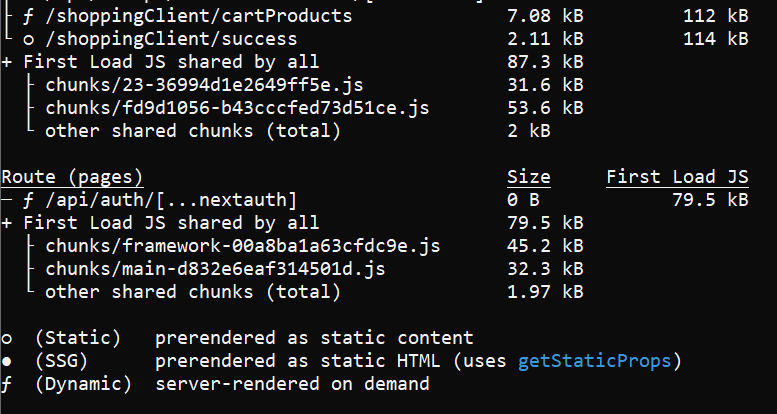 ├ ƒ /shoppingClient/cartProducts 7.08 kB 112 kB
└ ○ /shoppingClient/success 2.11 kB 114 kB
+ First Load JS shared by all 87.3 kB
├ chunks/23-36994d1e2649ff5e.js 31.6 kB
├ chunks/fd9d1056-b43cccfed73d51ce.js 53.6 kB
└ other shared chunks (total) 2 kB
Route (pages) Size First Load JS
─ ƒ /api/auth/[...nextauth] 0 B 79.5 kB
+ First Load JS shared by all 79.5 kB
├ chunks/framework-00a8ba1a63cfdc9e.js 45.2 kB
├ chunks/main-d832e6eaf314501d.js 32.3 kB
└ other shared chunks (total) 1.97 kB
○ (Static) prerendered as static content
● (SSG) prerendered as static HTML (uses getStaticProps)
ƒ (Dynamic) server-rendered on demand